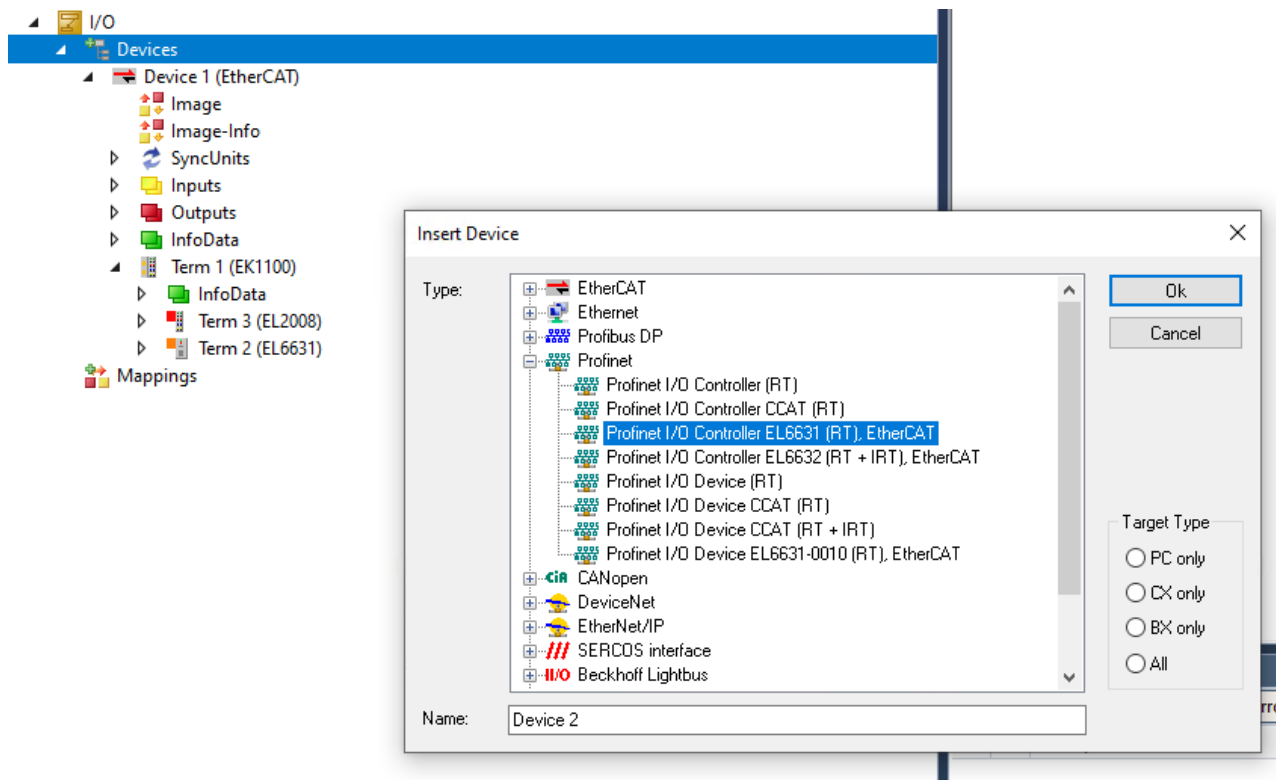 I/O
Devices
Device 1 (EtherCAT)
Image
Image-Info
SyncUnits
Inputs
Outputs
InfoData
Term 1 (EK1100)
InfoData
Term 3 (EL2008)
Term 2 (EL6631)
Mappings
Insert Device
Type:
EtherCAT
Ethernet
Profibus DP
Profinet
Profinet I/O Controller (RT)
Profinet I/O Controller CCAT (RT)
Profinet I/O Controller EL6631 (RT), EtherCAT
Profinet I/O Controller EL6632 (RT + IRT), EtherCAT
Profinet I/O Device (RT)
Profinet I/O Device CCAT (RT)
Profinet I/O Device CCAT (RT + IRT)
Profinet I/O Device EL6631-0010 (RT), EtherCAT
CiA CANopen
DeviceNet
EtherNet/IP
SERCOS interface
II/O Beckhoff Lightbus
Ok
Cancel
Target Type
PC only
CX only
BX only
All
Name: Device 2